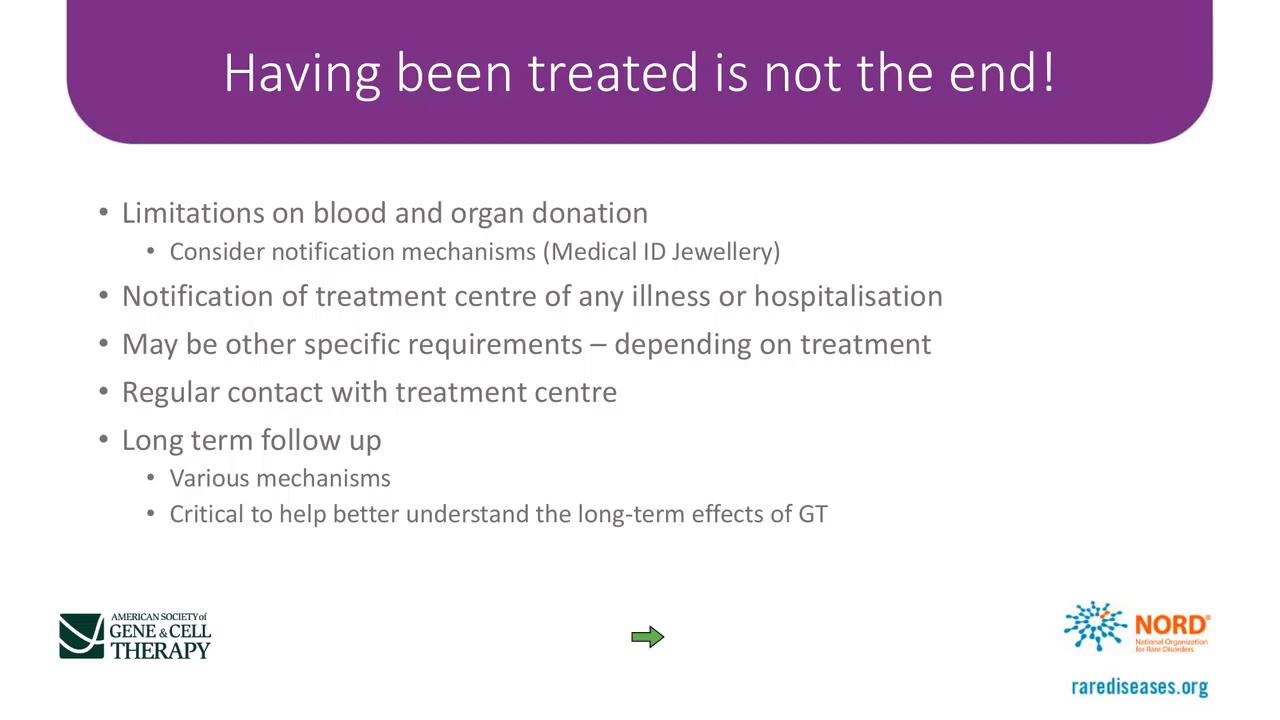 Having been treated is not the end!
• Limitations on blood and organ donation
• Consider notification mechanisms (Medical ID Jewellery)
• Notification of treatment centre of any illness or hospitalisation
• May be other specific requirements – depending on treatment
• Regular contact with treatment centre
• Long term follow up
• Various mechanisms
• Critical to help better understand the long-term effects of GT
AMERICAN SOCIETY of
GENE & CELL
THERAPY
NORD®
National Organization
for Rare Disorders
rarediseases.org